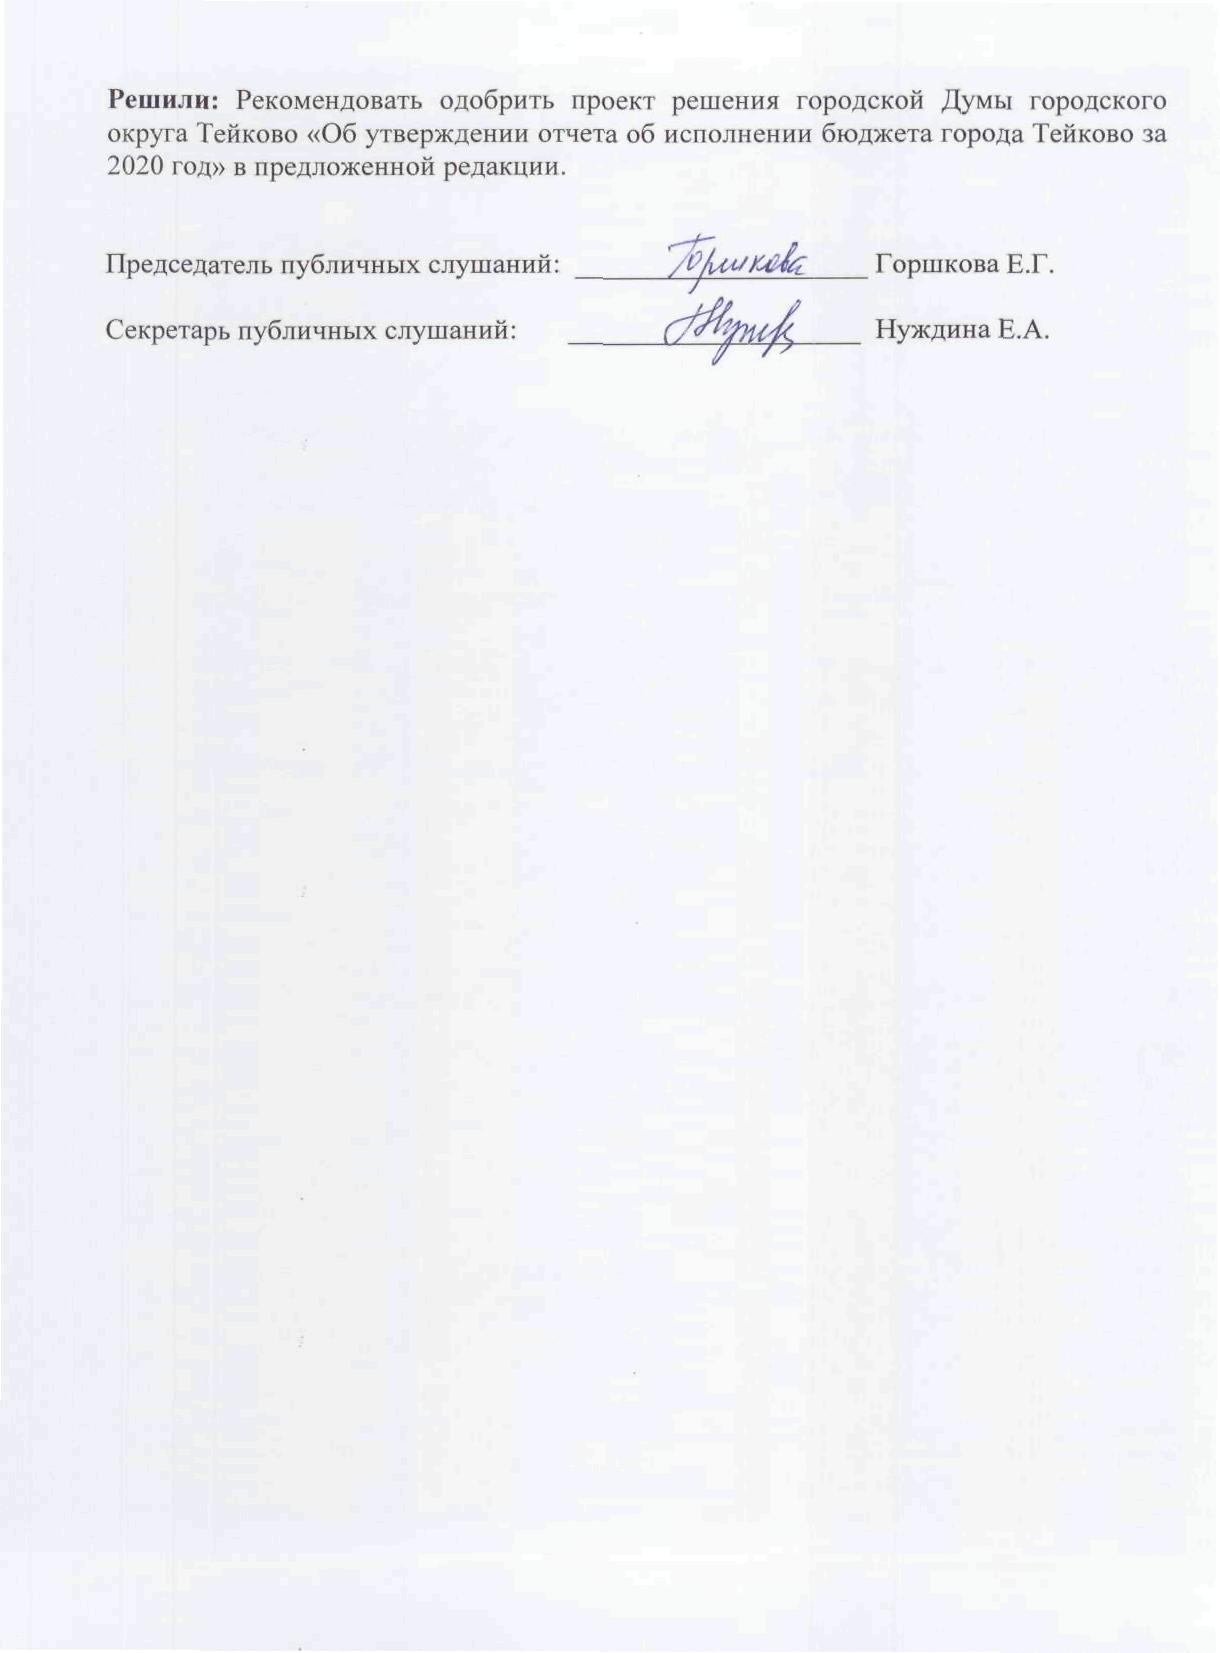 Решили: Рекомендовать одобрить проект решения городской Думы городского
округа Тейково «Об утверждении отчета об исполнении бюджета города Тейково за
2020 год» в предложенной редакции.
Председатель публичных слушаний: Горшкова Горшкова Е.Г.
Секретарь публичных слушаний: Нуждина Е.А.